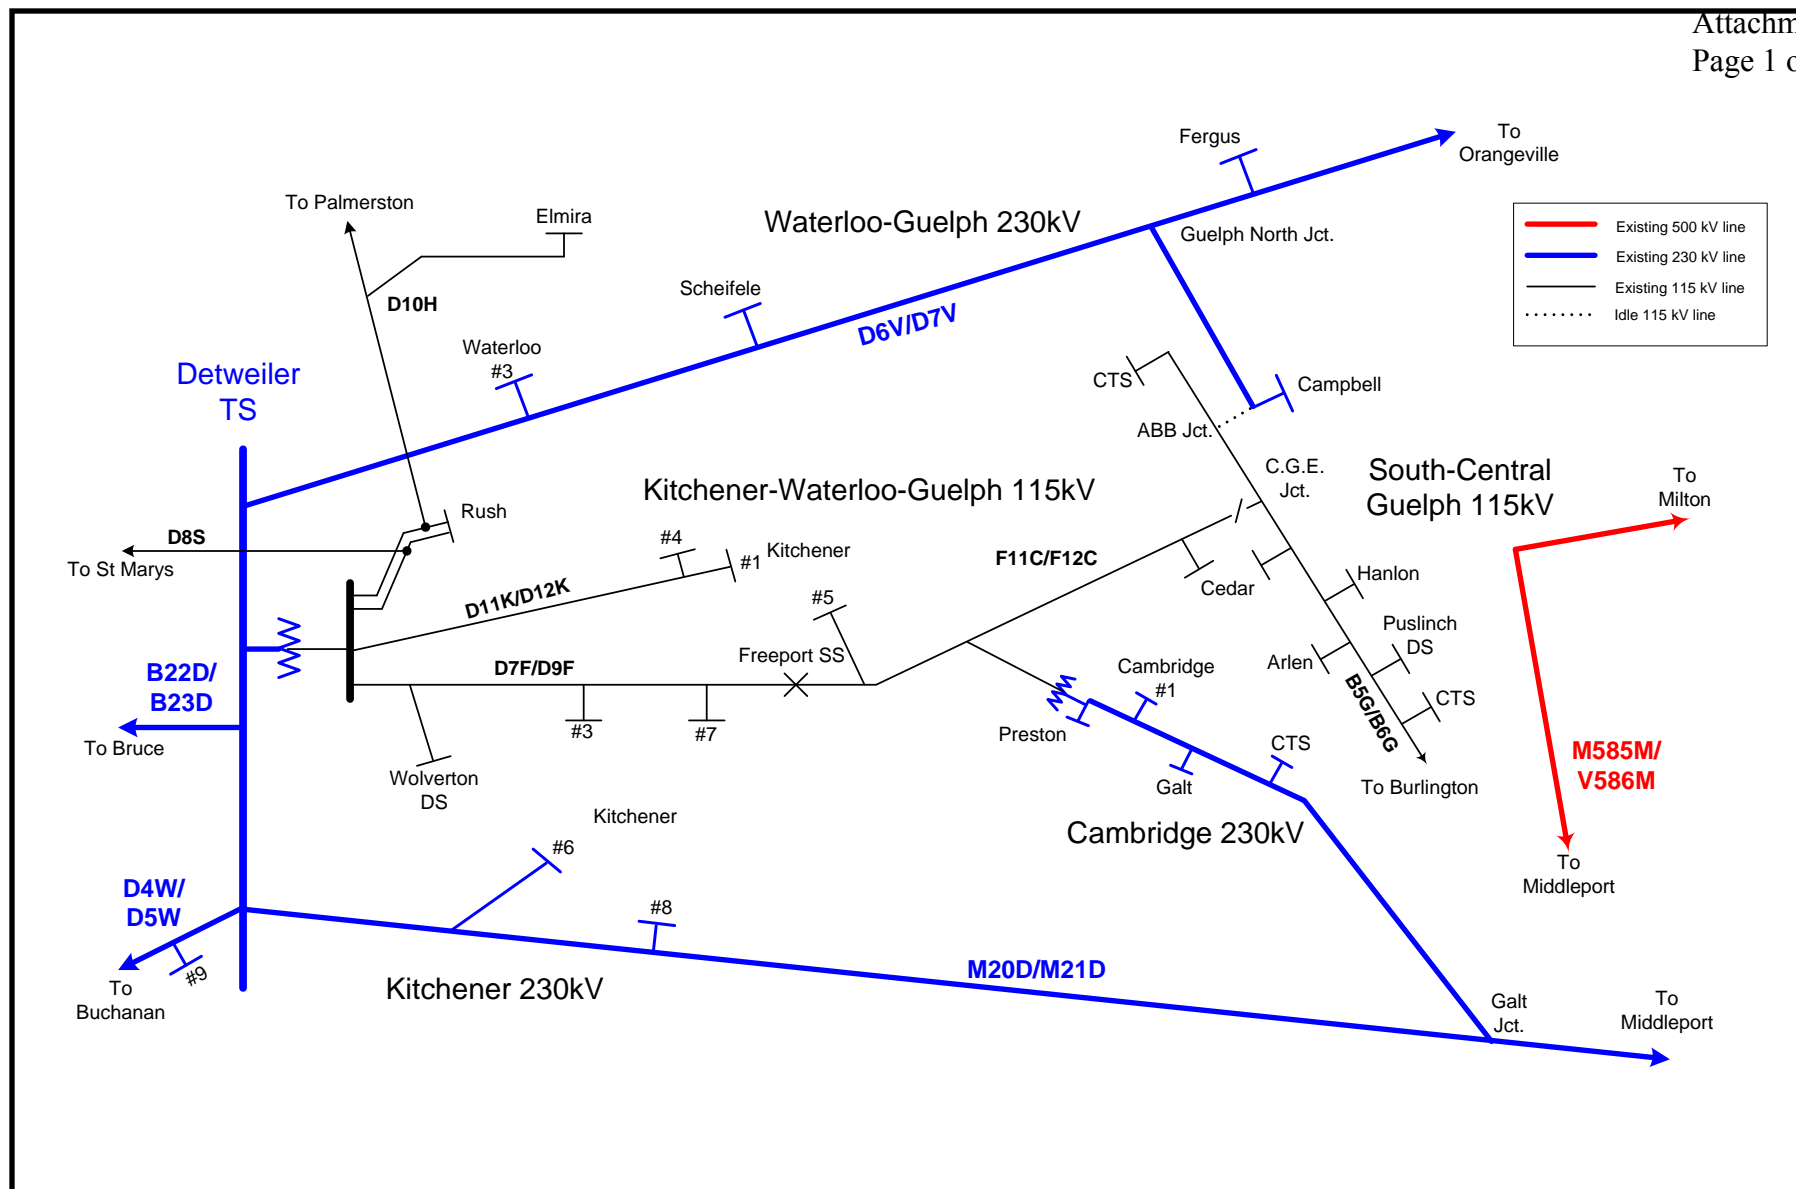 Attachm
Page 1 o
Fergus
To
Orangeville
To Palmerston
Elmira
Waterloo-Guelph 230kV
Guelph North Jct.
Existing 500 kV line
Existing 230 kV line
Existing 115 kV line
Idle 115 kV line
D10H
Scheifele
D6V/D7V
Waterloo
#3
Detweiler
TS
CTS
Campbell
ABB Jct.
C.G.E.
Jct.
South-Central
Guelph 115kV
To
Milton
Kitchener-Waterloo-Guelph 115kV
Rush
D8S
To St Marys
#4
Kitchener
#1
F11C/F12C
Cedar
Hanlon
D11K/D12K
#5
Puslinch
DS
Arlen
B22D/
B23D
D7F/D9F
Freeport SS
Cambridge
#1
B5G/B6G
CTS
To Bruce
#3
#7
Preston
CTS
M585M/
V586M
Wolverton
DS
Galt
To Burlington
Kitchener
Cambridge 230kV
#6
To
Middleport
D4W/
D5W
#8
#9
To
Buchanan
Kitchener 230kV
M20D/M21D
Galt
Jct.
To
Middleport